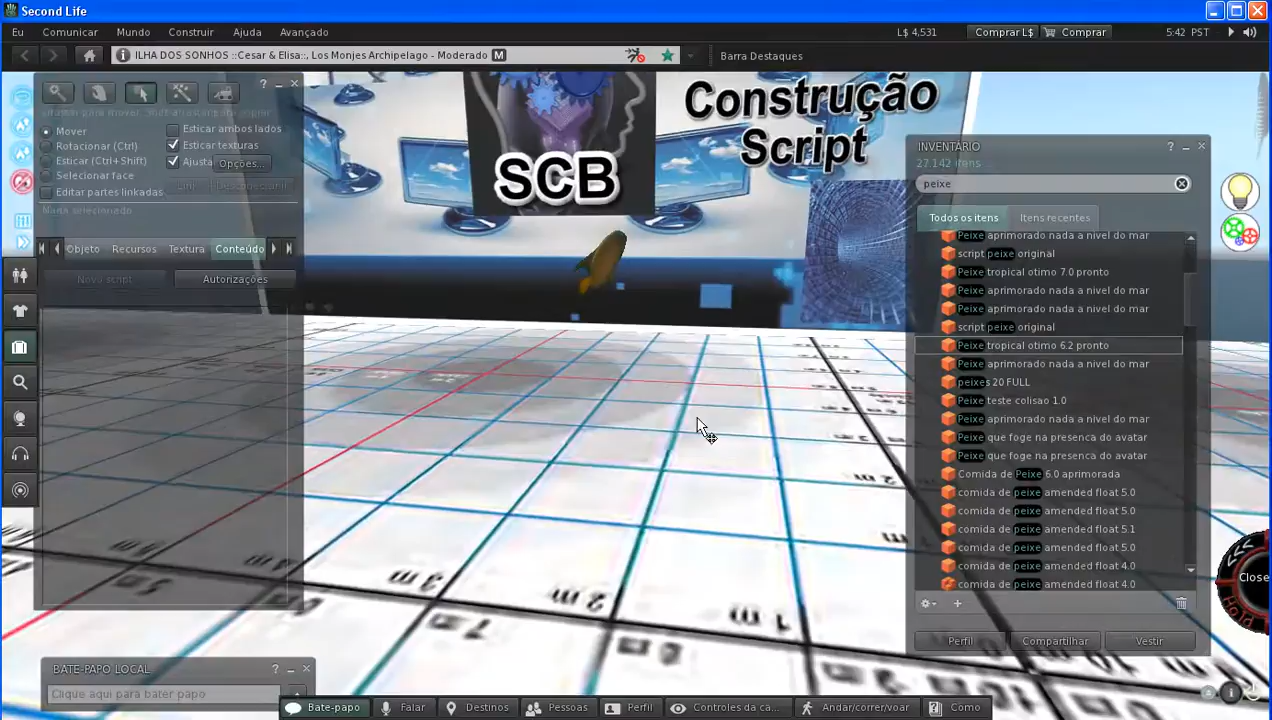 Second Life
Eu Comunicar Mundo Construir Ajuda Avançado L$ 4,531 Comprar L$ Comprar 5:42 PST
ILHA DOS SONHOS ::Cesar & Elisa::, Los Monjes Archipelago - Moderado M Barra Destaques
Mover
Rotacionar (Ctrl)
Esticar (Ctrl+Shift)
Selecionar face
Editar partes linkadas
Esticar ambos lados
Esticar texturas
Ajusta Opções...
Nada selecionado
Objeto Recursos Textura Conteúdo
Novo script Autorizações
Construção
Script
SCB
INVENTÁRIO
27.142 itens
peixe
Todos os itens Itens recentes
Peixe aprimorado nada a nivel do mar
script peixe original
Peixe tropical otimo 7.0 pronto
Peixe aprimorado nada a nivel do mar
Peixe aprimorado nada a nivel do mar
script peixe original
Peixe tropical otimo 6.2 pronto
Peixe aprimorado nada a nivel do mar
peixes 20 FULL
Peixe teste colisao 1.0
Peixe aprimorado nada a nivel do mar
Peixe que foge na presenca do avatar
Peixe que foge na presenca do avatar
Comida de Peixe 6.0 aprimorada
comida de peixe amended float 5.0
comida de peixe amended float 5.0
comida de peixe amended float 5.1
comida de peixe amended float 5.0
comida de peixe amended float 4.0
comida de peixe amended float 4.0
Perfil Compartilhar Vestir
Close
Hold
3 m
2 m
1 m
BATE-PAPO LOCAL
Clique aqui para bater papo
Bate-papo Falar Destinos Pessoas Perfil Controles da ca... Andar/correr/voar Como